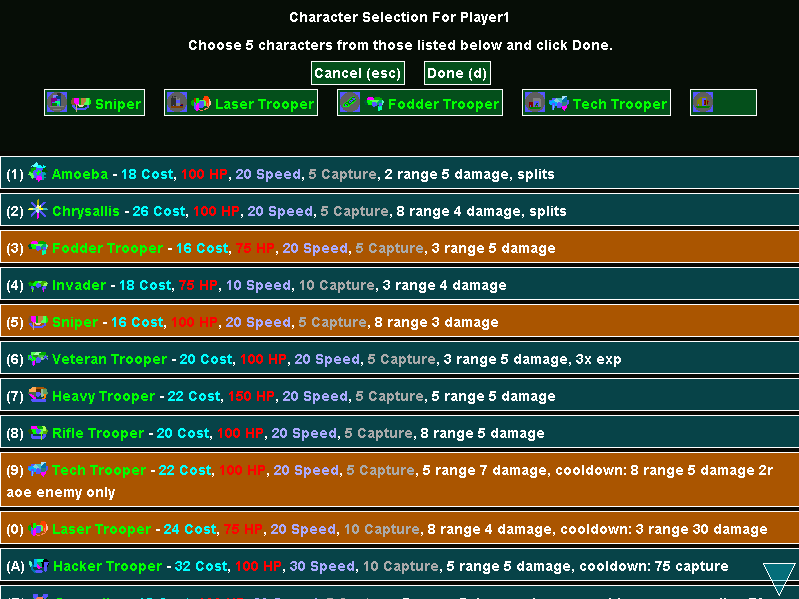 Character Selection For Player1
Choose 5 characters from those listed below and click Done.
Cancel (esc) Done (d)
Sniper Laser Trooper Fodder Trooper Tech Trooper
(1) Amoeba - 18 Cost, 100 HP, 20 Speed, 5 Capture, 2 range 5 damage, splits
(2) Chrysallis - 26 Cost, 100 HP, 20 Speed, 5 Capture, 8 range 4 damage, splits
(3) Fodder Trooper - 16 Cost, 75 HP, 20 Speed, 5 Capture, 3 range 5 damage
(4) Invader - 18 Cost, 75 HP, 10 Speed, 10 Capture, 3 range 4 damage
(5) Sniper - 16 Cost, 100 HP, 20 Speed, 5 Capture, 8 range 3 damage
(6) Veteran Trooper - 20 Cost, 100 HP, 20 Speed, 5 Capture, 3 range 5 damage, 3x exp
(7) Heavy Trooper - 22 Cost, 150 HP, 20 Speed, 5 Capture, 5 range 5 damage
(8) Rifle Trooper - 20 Cost, 100 HP, 20 Speed, 5 Capture, 8 range 5 damage
(9) Tech Trooper - 22 Cost, 100 HP, 20 Speed, 5 Capture, 5 range 7 damage, cooldown: 8 range 5 damage 2r
aoe enemy only
(0) Laser Trooper - 24 Cost, 75 HP, 20 Speed, 10 Capture, 8 range 4 damage, cooldown: 3 range 30 damage
(A) Hacker Trooper - 32 Cost, 100 HP, 30 Speed, 10 Capture, 5 range 5 damage, cooldown: 75 capture